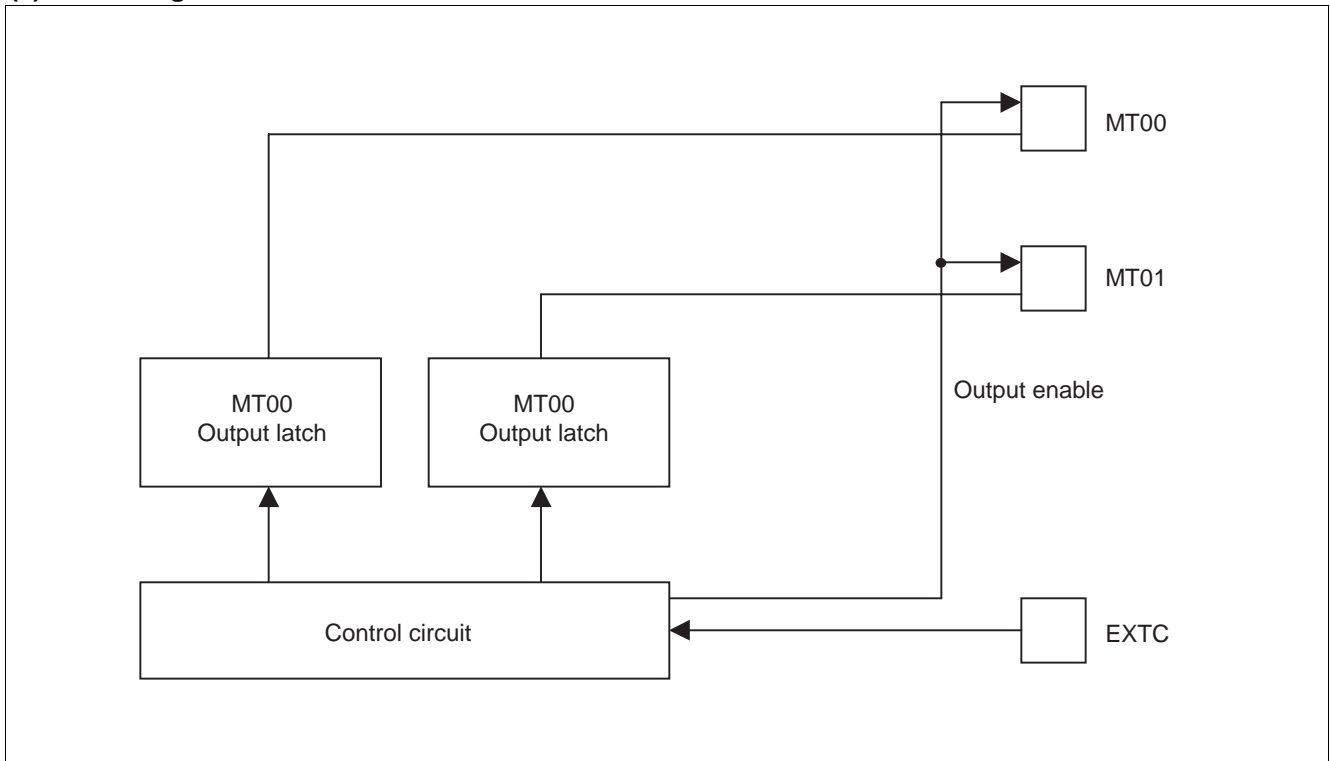 MT00
MT01
Output enable
MT00
Output latch
MT00
Output latch
Control circuit
EXTC